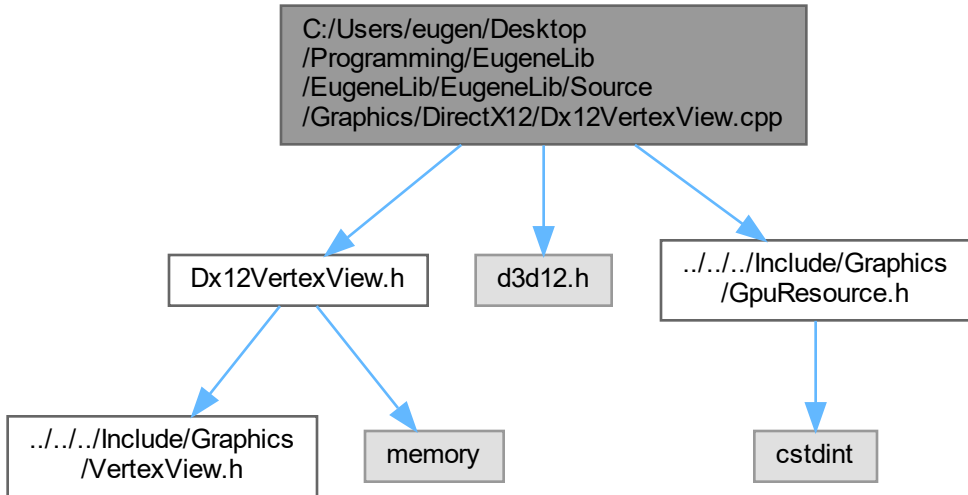 C:/Users/eugen/Desktop
/Programming/EugeneLib
/EugeneLib/EugeneLib/Source
/Graphics/DirectX12/Dx12VertexView.cpp
Dx12VertexView.h
d3d12.h
../../../Include/Graphics
/GpuResource.h
../../../Include/Graphics
/VertexView.h
memory
cstdint